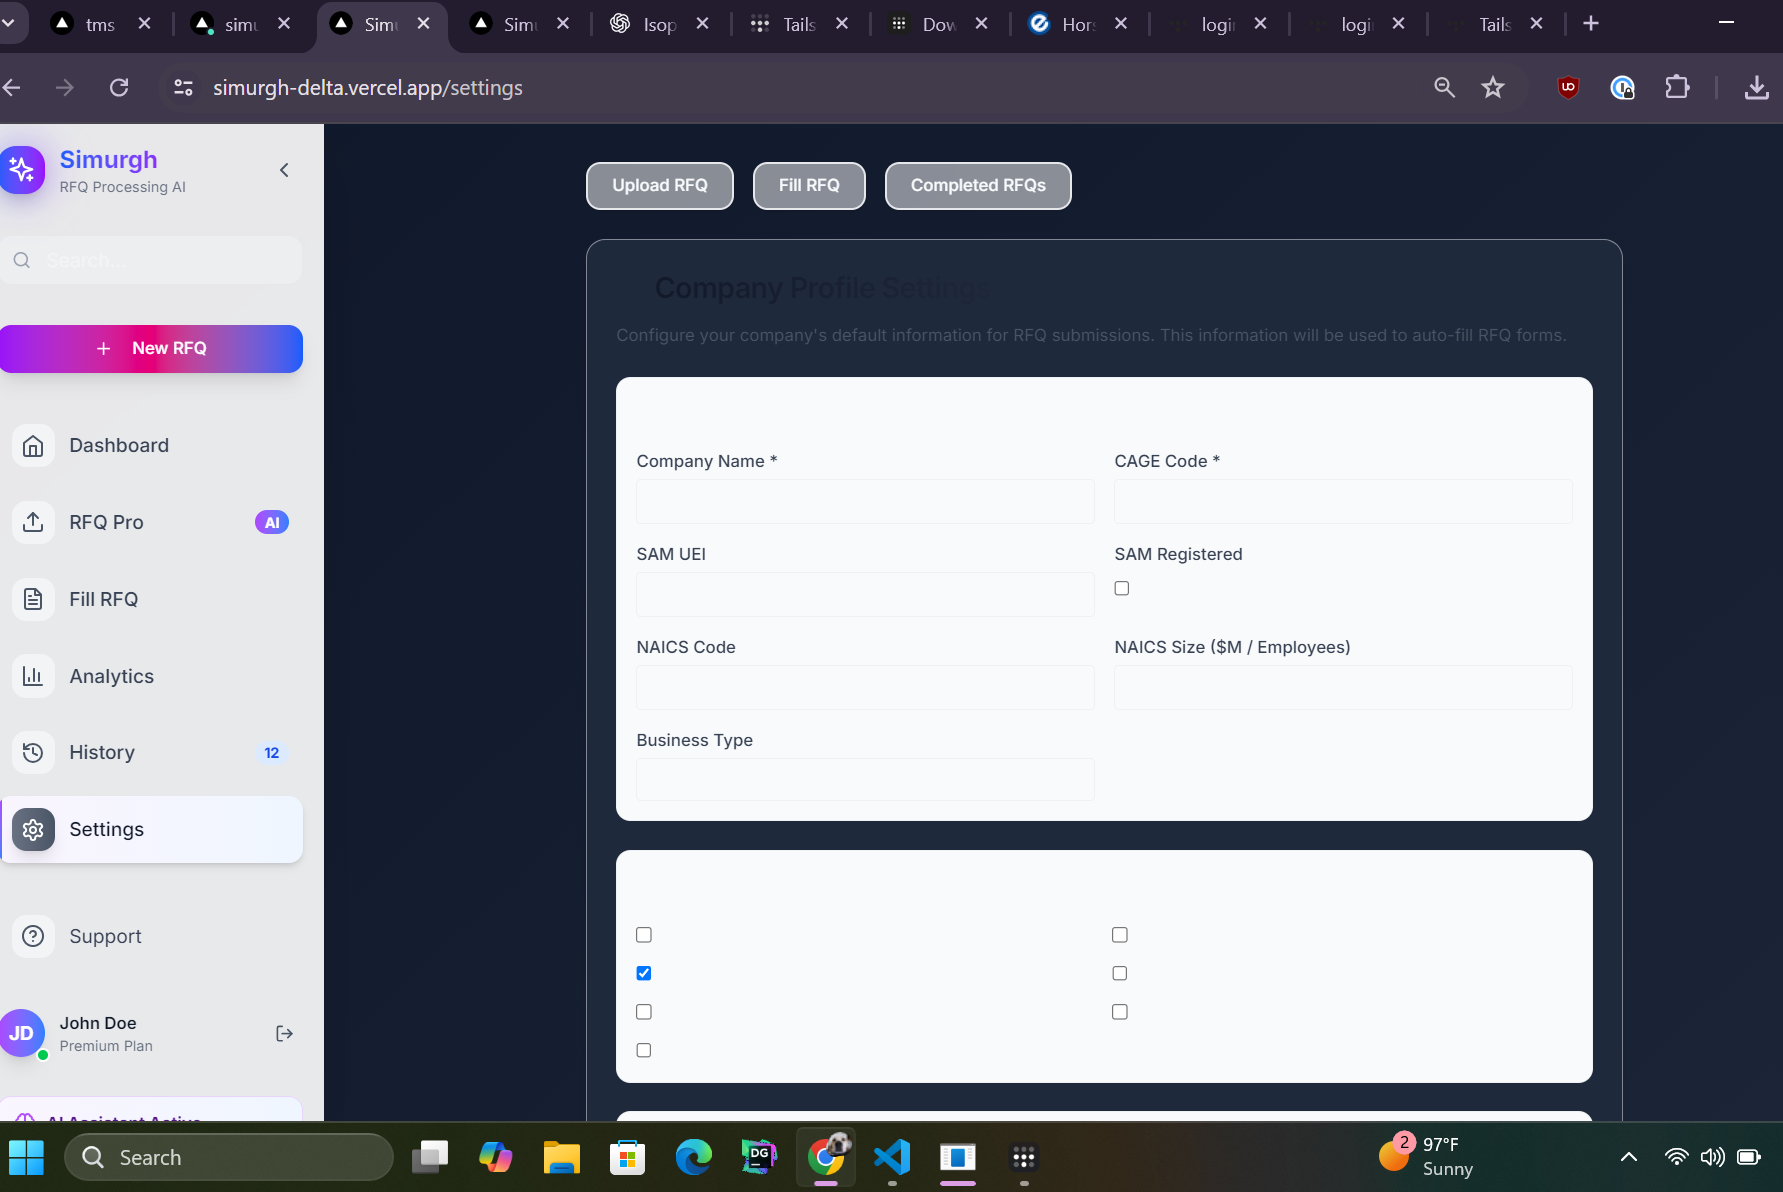 tms
simu
Simu
Sim
Isop
Tails
Dow
Hors
login
login
Tails
simurgh-delta.vercel.app/settings
Simurgh
RFQ Processing AI
Search...
New RFQ
Dashboard
RFQ Pro
AI
Fill RFQ
Analytics
History
12
Settings
Support
JD
John Doe
Premium Plan
AI Assistant Active
Upload RFQ
Fill RFQ
Completed RFQs
Company Profile Settings
Configure your company's default information for RFQ submissions. This information will be used to auto-fill RFQ forms.
Company Name *
CAGE Code *
SAM UEI
SAM Registered
NAICS Code
NAICS Size ($M / Employees)
Business Type
Search
DG
2
97°F
Sunny